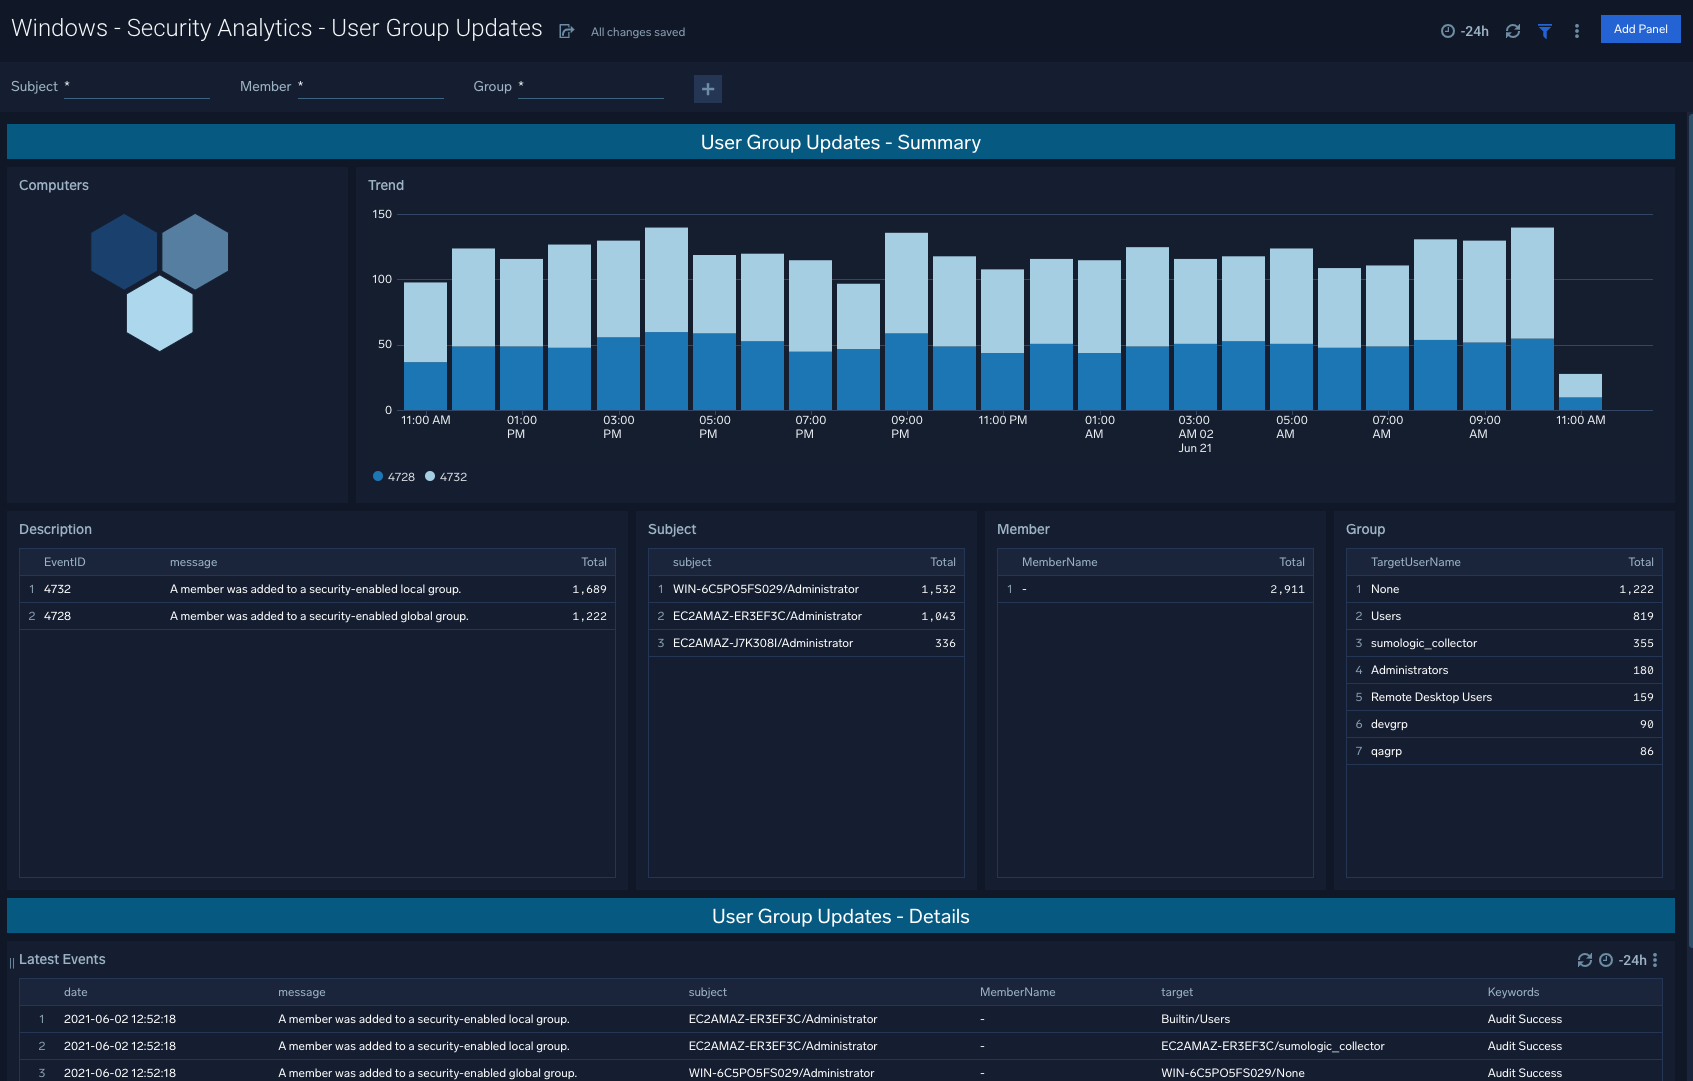 Windows - Security Analytics - User Group Updates
All changes saved
-24h
Add Panel
Subject *
Member *
Group *
+
User Group Updates - Summary
Computers
Trend
150
100
50
0
11:00 AM
01:00 PM
03:00 PM
05:00 PM
07:00 PM
09:00 PM
11:00 PM
01:00 AM
03:00 AM 02 Jun 21
05:00 AM
07:00 AM
09:00 AM
11:00 AM
4728 4732
Description
EventID message Total
1 4732 A member was added to a security-enabled local group. 1,689
2 4728 A member was added to a security-enabled global group. 1,222
Subject
subject Total
1 WIN-6C5PO5FS029/Administrator 1,532
2 EC2AMAZ-ER3EF3C/Administrator 1,043
3 EC2AMAZ-J7K308I/Administrator 336
Member
MemberName Total
1 - 2,911
Group
TargetUserName Total
1 None 1,222
2 Users 819
3 sumologic_collector 355
4 Administrators 180
5 Remote Desktop Users 159
6 devgrp 90
7 qagrp 86
User Group Updates - Details
Latest Events
-24h
date message subject MemberName target Keywords
1 2021-06-02 12:52:18 A member was added to a security-enabled local group. EC2AMAZ-ER3EF3C/Administrator - Builtin/Users Audit Success
2 2021-06-02 12:52:18 A member was added to a security-enabled local group. EC2AMAZ-ER3EF3C/Administrator - EC2AMAZ-ER3EF3C/sumologic_collector Audit Success
3 2021-06-02 12:52:18 A member was added to a security-enabled global group. WIN-6C5PO5FS029/Administrator - WIN-6C5PO5FS029/None Audit Success